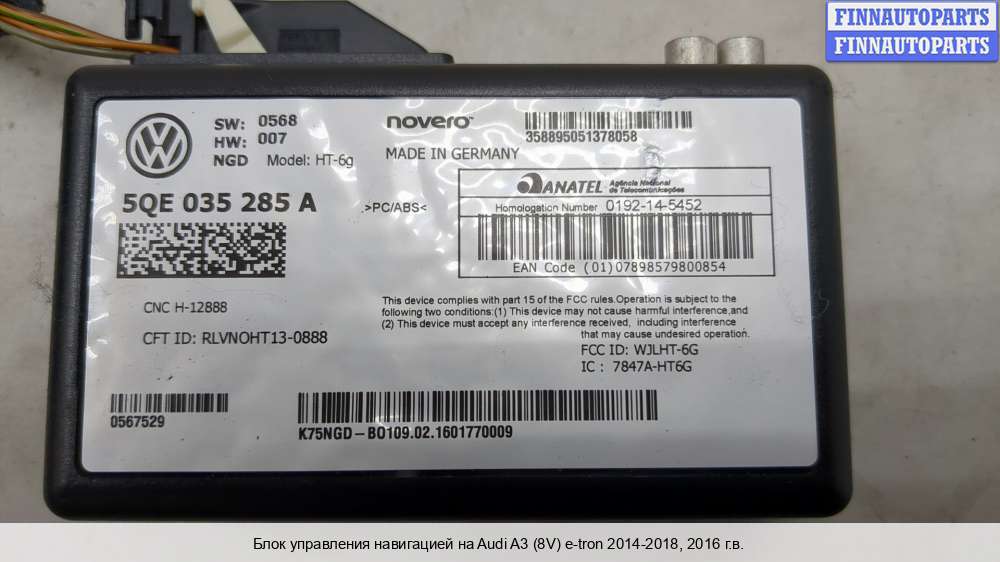 FINNAUTOPARTS
FINNAUTOPARTS
SW: 0568
HW: 007
NGD Model: HT-6g
novero
MADE IN GERMANY
358895051378058
5QE 035 285 A
.>PC/ABS<
ANATEL Agência Nacional de Telecomunicações
Homologation Number 0192-14-5452
EAN Code (01)07898579800854
CNC H-12888
CFT ID: RLVNOHT13-0888
This device complies with part 15 of the FCC rules.Operation is subject to the
following two conditions:(1) This device may not cause harmful interference,and
(2) This device must accept any interference received, including interference
that may cause undesired operation.
FCC ID: WJLHT-6G
IC : 7847A-HT6G
0567529
K75NGD-BO109.02.1601770009
Блок управления навигацией на Audi A3 (8V) e-tron 2014-2018, 2016 г.в.